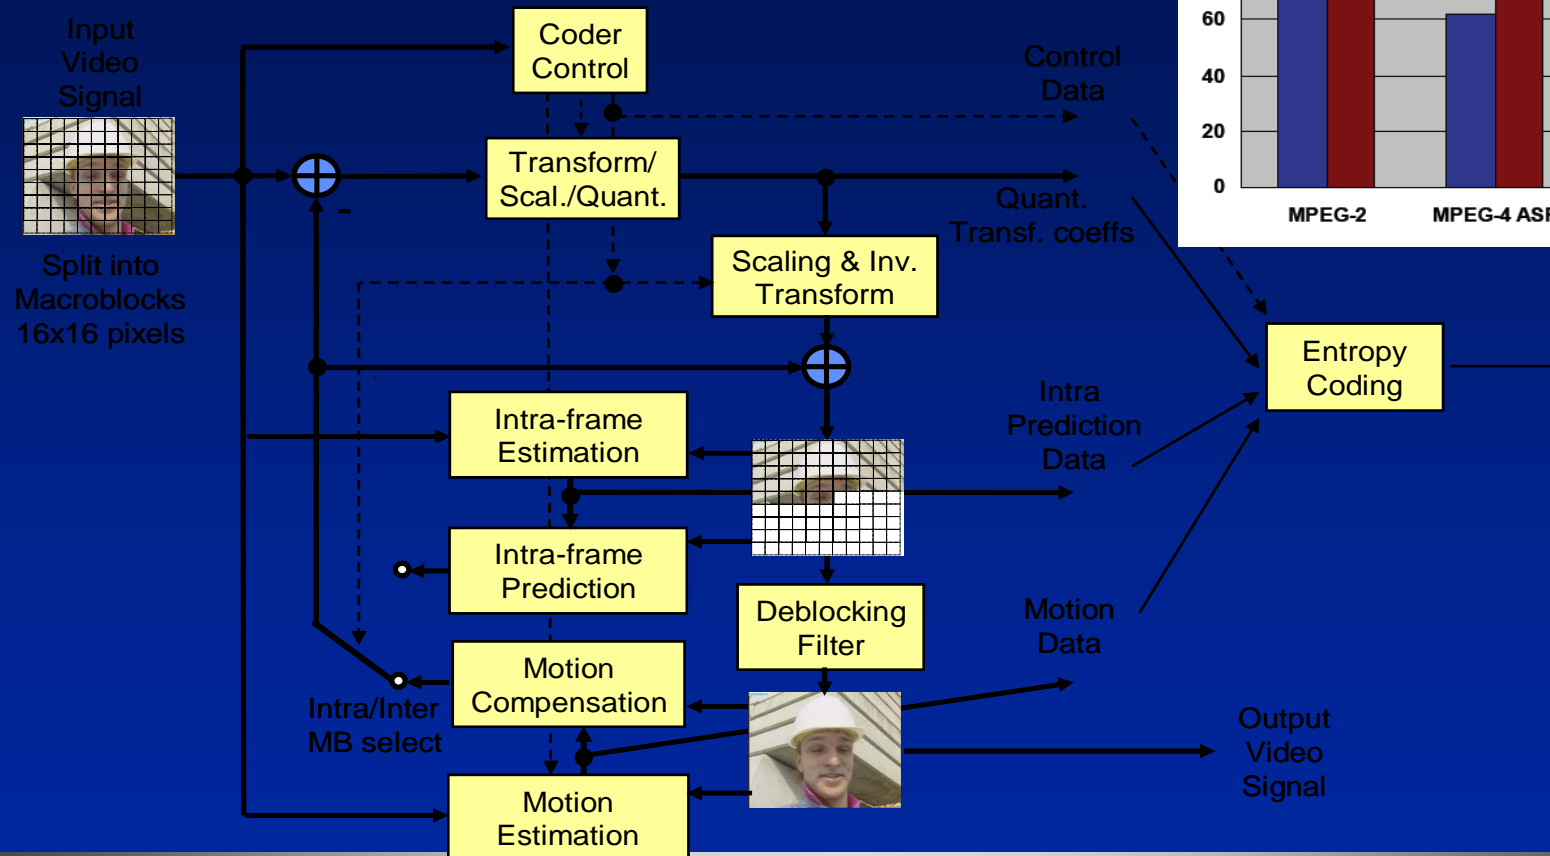 Input
Video
Signal
Split into
Macroblocks
16x16 pixels
Coder
Control
Control
Data
Transform/
Scal./Quant.
-
Quant.
Transf. coeffs
Scaling & Inv.
Transform
Entropy
Coding
Intra-frame
Estimation
Intra
Prediction
Data
Intra-frame
Prediction
Deblocking
Filter
Motion
Data
Motion
Compensation
Intra/Inter
MB select
Output
Video
Signal
Motion
Estimation
60
40
20
0
MPEG-2
MPEG-4